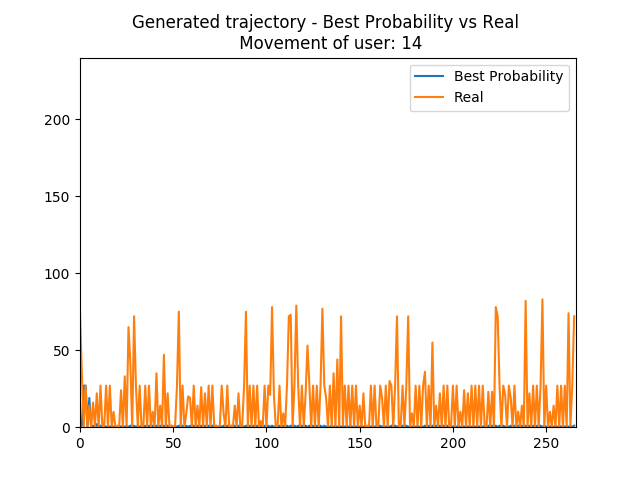 Generated trajectory - Best Probability vs Real
Movement of user: 14
Best Probability
Real
200
150
100
50
0
0 50 100 150 200 250